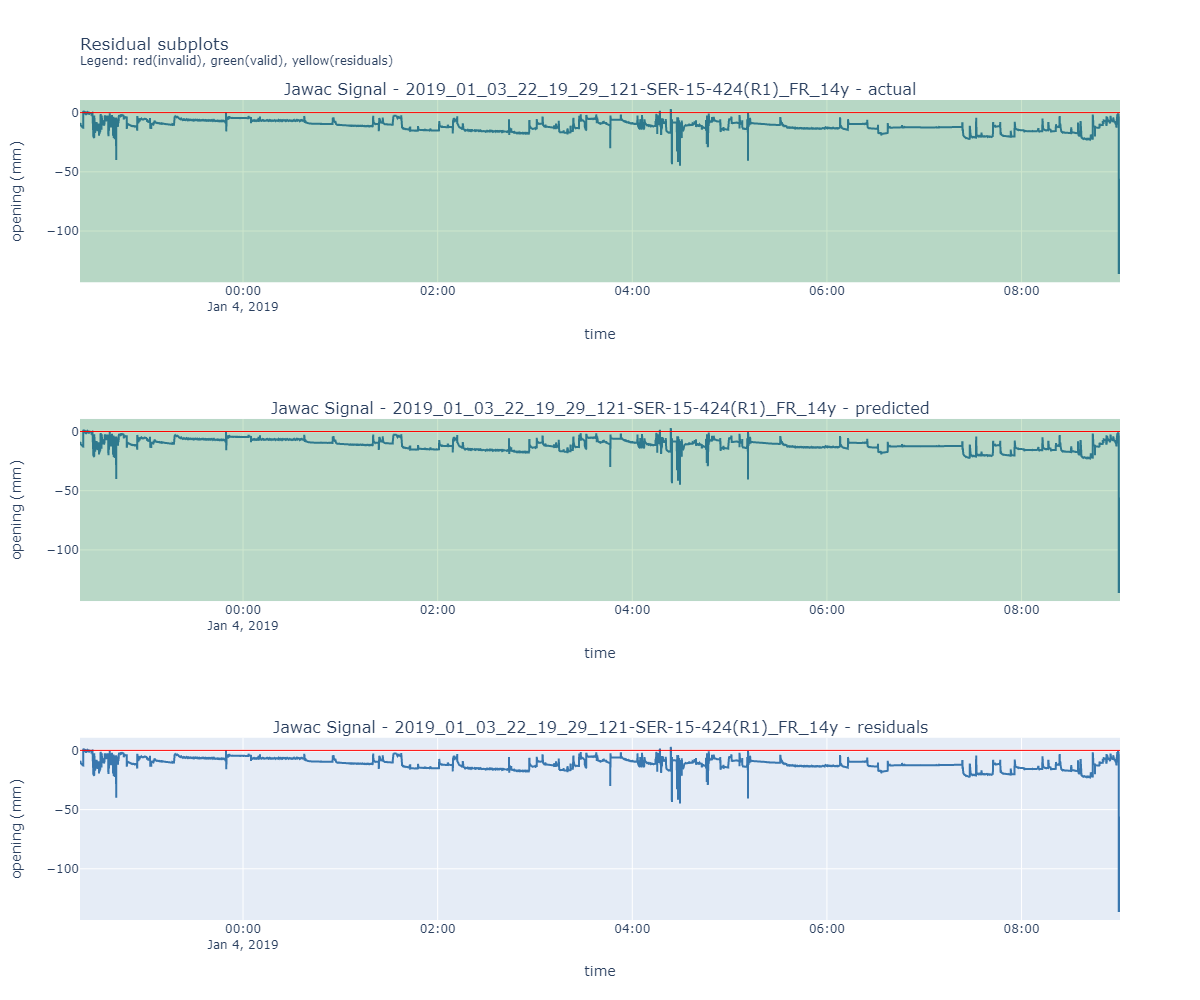 Residual subplots
Legend: red(invalid), green(valid), yellow(residuals)
Jawac Signal - 2019_01_03_22_19_29_121-SER-15-424(R1)_FR_14y - actual
0
−50
−100
opening (mm)
00:00
02:00
04:00
06:00
08:00
Jan 4, 2019
time
Jawac Signal - 2019_01_03_22_19_29_121-SER-15-424(R1)_FR_14y - predicted
0
−50
−100
opening (mm)
00:00
02:00
04:00
06:00
08:00
Jan 4, 2019
time
Jawac Signal - 2019_01_03_22_19_29_121-SER-15-424(R1)_FR_14y - residuals
0
−50
−100
opening (mm)
00:00
02:00
04:00
06:00
08:00
Jan 4, 2019
time